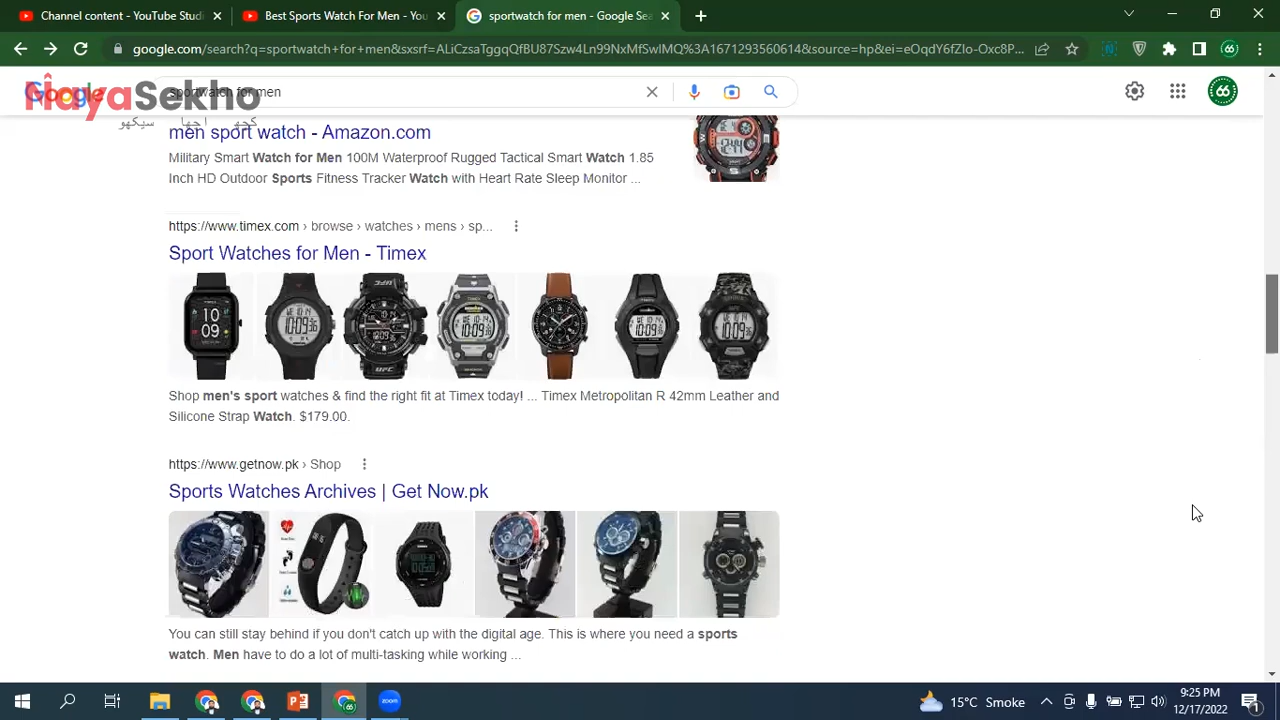 Channel content - YouTube Studi
Best Sports Watch For Men - You
sportwatch for men - Google Sea
google.com/search?q=sportwatch+for+men&sxsrf=ALiCzsaTggqQfBU87Szw4Ln99NxMfSwIMQ%3A1671293560614&source=hp&ei=eOqdY6fZIo-Oxc8P...
Google
NayaSekho
sportwatch for men
کچھ اچھا سیکھو
men sport watch - Amazon.com
Military Smart Watch for Men 100M Waterproof Rugged Tactical Smart Watch 1.85
Inch HD Outdoor Sports Fitness Tracker Watch with Heart Rate Sleep Monitor ...
https://www.timex.com › browse › watches › mens › sp...
Sport Watches for Men - Timex
Shop men's sport watches & find the right fit at Timex today! ... Timex Metropolitan R 42mm Leather and
Silicone Strap Watch. $179.00.
https://www.getnow.pk › Shop
Sports Watches Archives | Get Now.pk
You can still stay behind if you don't catch up with the digital age. This is where you need a sports
watch. Men have to do a lot of multi-tasking while working ...
zoom
15°C Smoke
9:25 PM
12/17/2022